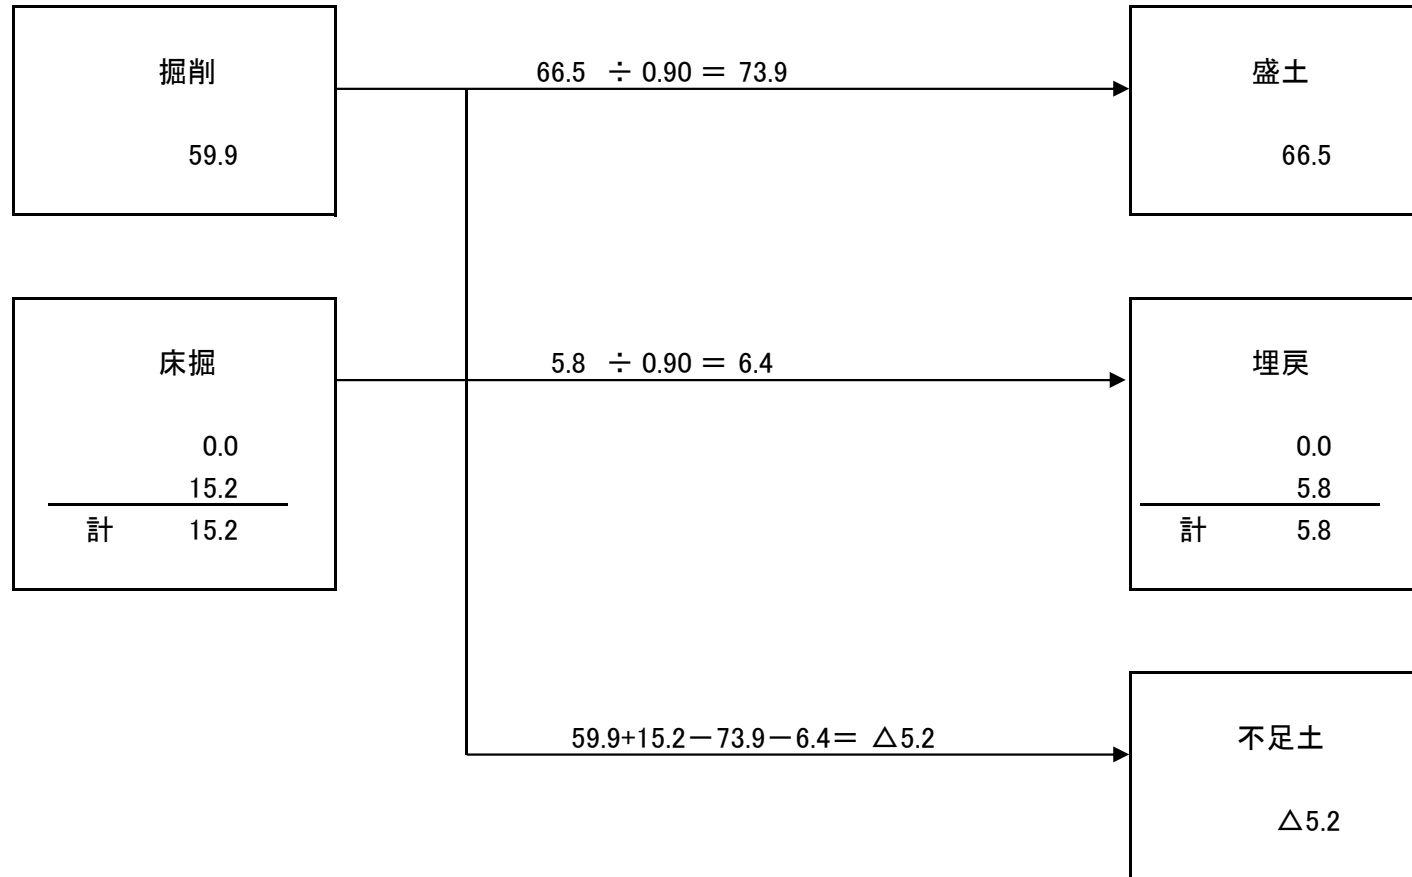 掘削
59.9
66.5 ÷ 0.90 = 73.9
盛土
66.5
床掘
0.0
15.2
計 15.2
5.8 ÷ 0.90 = 6.4
埋戻
0.0
5.8
計 5.8
59.9+15.2－73.9－6.4＝ △5.2
不足土
△5.2